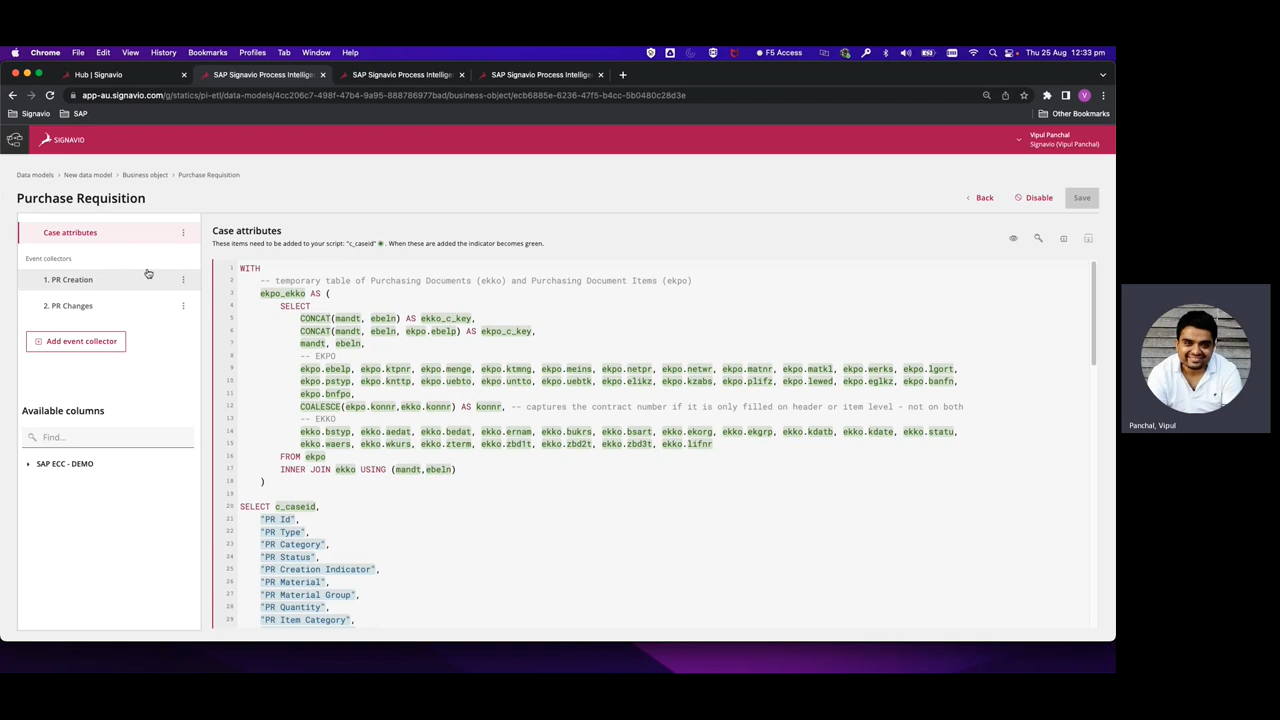 Chrome File Edit View History Bookmarks Profiles Tab Window Help F5 Access Thu 25 Aug 12:33 pm
Hub | Signavio SAP Signavio Process Intellige SAP Signavio Process Intellige SAP Signavio Process Intellige
app-au.signavio.com/g/statics/pi-etl/data-models/4cc206c7-498f-47b4-9a95-888786977bad/business-object/ecb6885e-6236-47f5-b4cc-5b0480c28d3e
Signavio SAP Other Bookmarks
SIGNAVIO
Vipul Panchal
Signavio (Vipul Panchal)
Data models > New data model > Business object > Purchase Requisition
Purchase Requisition
Back Disable Save
Case attributes
Event collectors
1. PR Creation
2. PR Changes
Add event collector
Available columns
Find...
SAP ECC - DEMO
Case attributes
These items need to be added to your script: "c_caseid" . When these are added the indicator becomes green.
1 WITH
2 -- temporary table of Purchasing Documents (ekko) and Purchasing Document Items (ekpo)
3 ekpo_ekko AS (
4 SELECT
5 CONCAT(mandt, ebeln) AS ekko_c_key,
6 CONCAT(mandt, ebeln, ekpo.ebelp) AS ekpo_c_key,
7 mandt, ebeln,
8 -- EKPO
9 ekpo.ebelp, ekpo.ktpnr, ekpo.menge, ekpo.meins, ekpo.netpr, ekpo.netwr, ekpo.matnr, ekpo.matkl, ekpo.werks, ekpo.lgort,
10 ekpo.pstyp, ekpo.knttp, ekpo.uebto, ekpo.untto, ekpo.uebtk, ekpo.elikz, ekpo.kzabs, ekpo.plifz, ekpo.lewed, ekpo.eglkz, ekpo.banfn,
11 ekpo.bnfpo,
12 COALESCE(ekpo.konnr,ekko.konnr) AS konnr, -- captures the contract number if it is only filled on header or item level - not on both
13 -- EKKO
14 ekko.bstyp, ekko.aedat, ekko.bedat, ekko.ernam, ekko.bukrs, ekko.bsart, ekko.ekorg, ekko.ekgrp, ekko.kdatb, ekko.kdate, ekko.statu,
15 ekko.waers, ekko.wkurs, ekko.zterm, ekko.zbd1t, ekko.zbd2t, ekko.zbd3t, ekko.lifnr
16 FROM ekpo
17 INNER JOIN ekko USING (mandt,ebeln)
18 )
19
20 SELECT c_caseid,
21 "PR Id",
22 "PR Type",
23 "PR Category",
24 "PR Status",
25 "PR Creation Indicator",
26 "PR Material",
27 "PR Material Group",
28 "PR Quantity",
29 "PR Item Category",
Panchal, Vipul